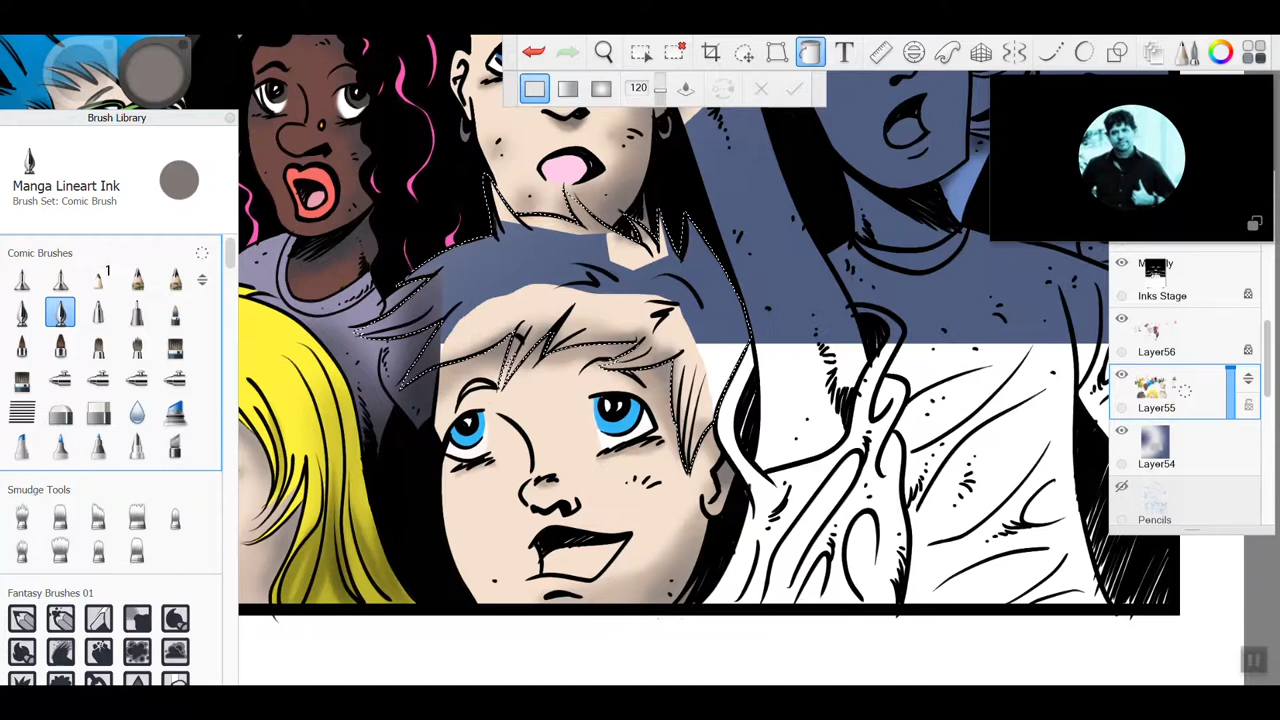 T
Brush Library
120
Manga Lineart Ink
Brush Set: Comic Brush
Comic Brushes
1
Inks Stage
Layer56
Layer55
Layer54
Smudge Tools
Pencils
Fantasy Brushes 01